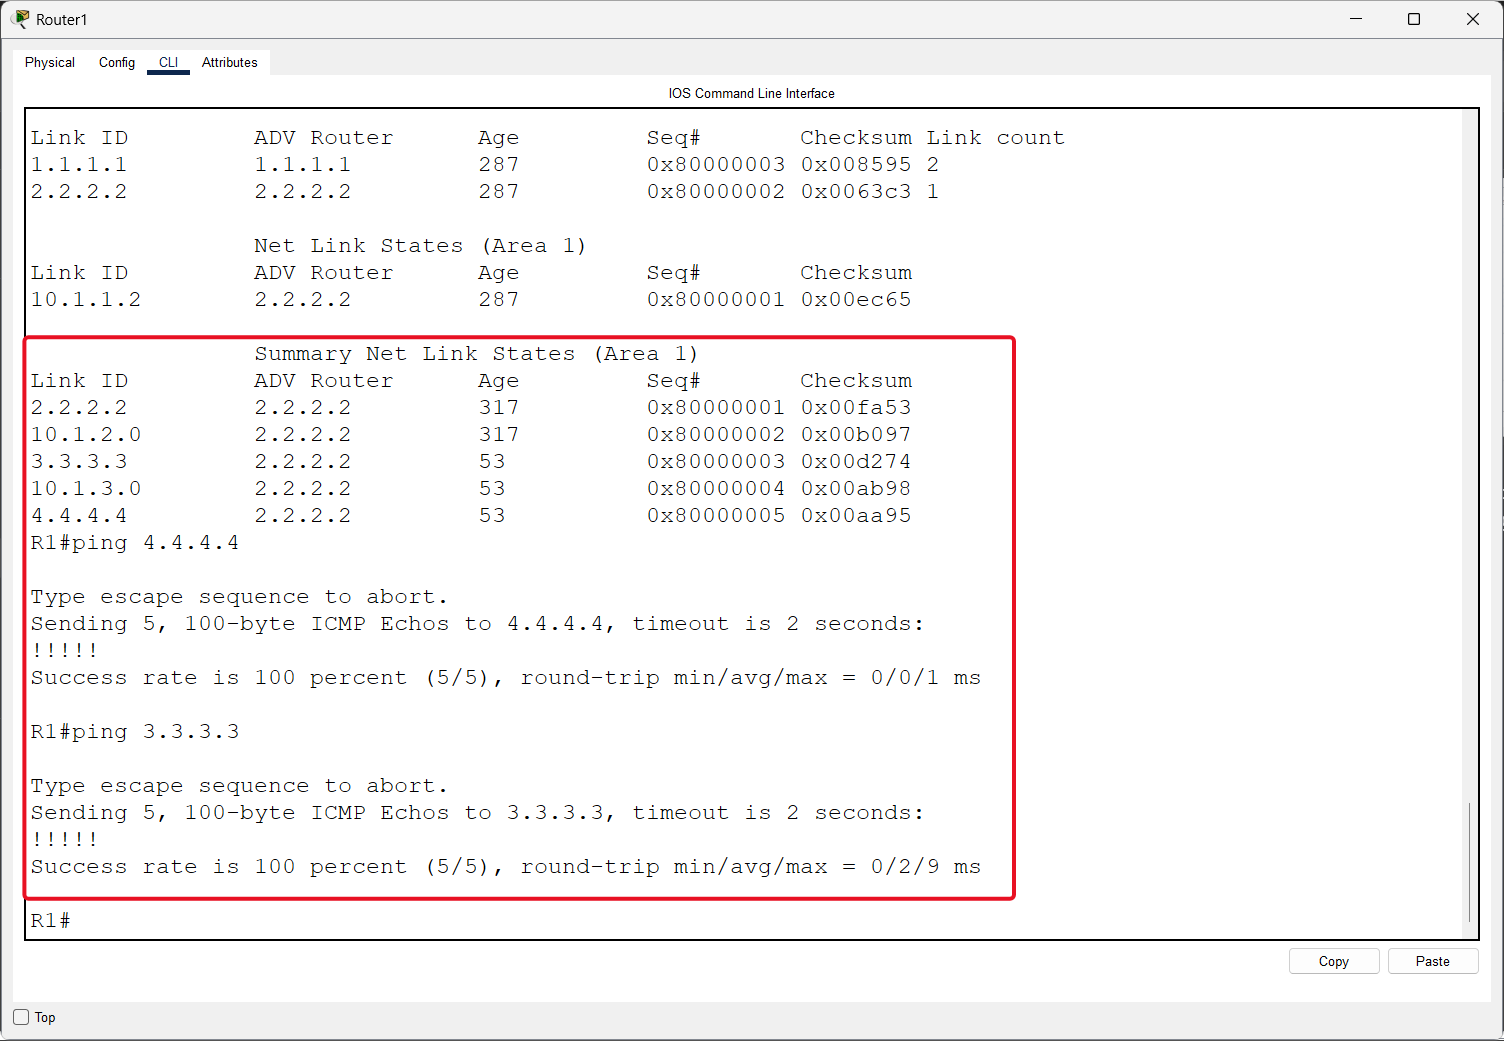 Router1
Physical Config CLI Attributes
IOS Command Line Interface
Link ID ADV Router Age Seq# Checksum Link count
1.1.1.1 1.1.1.1 287 0x80000003 0x008595 2
2.2.2.2 2.2.2.2 287 0x80000002 0x0063c3 1
Net Link States (Area 1)
Link ID ADV Router Age Seq# Checksum
10.1.1.2 2.2.2.2 287 0x80000001 0x00ec65
Summary Net Link States (Area 1)
Link ID ADV Router Age Seq# Checksum
2.2.2.2 2.2.2.2 317 0x80000001 0x00fa53
10.1.2.0 2.2.2.2 317 0x80000002 0x00b097
3.3.3.3 2.2.2.2 53 0x80000003 0x00d274
10.1.3.0 2.2.2.2 53 0x80000004 0x00ab98
4.4.4.4 2.2.2.2 53 0x80000005 0x00aa95
R1#ping 4.4.4.4
Type escape sequence to abort.
Sending 5, 100-byte ICMP Echos to 4.4.4.4, timeout is 2 seconds:
!!!!!
Success rate is 100 percent (5/5), round-trip min/avg/max = 0/0/1 ms
R1#ping 3.3.3.3
Type escape sequence to abort.
Sending 5, 100-byte ICMP Echos to 3.3.3.3, timeout is 2 seconds:
!!!!!
Success rate is 100 percent (5/5), round-trip min/avg/max = 0/2/9 ms
R1#
Copy Paste
Top